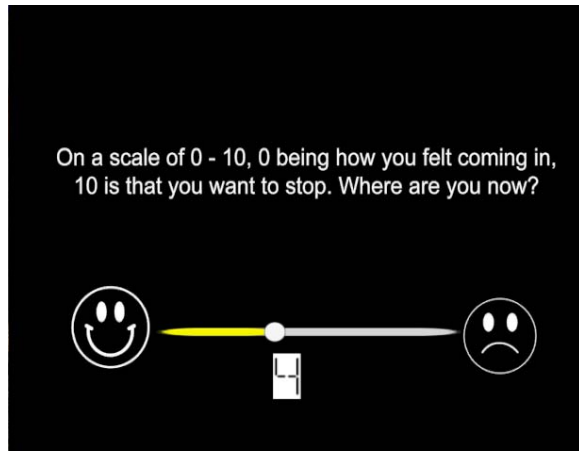 On a scale of 0 - 10, 0 being how you felt coming in,
10 is that you want to stop. Where are you now?
4